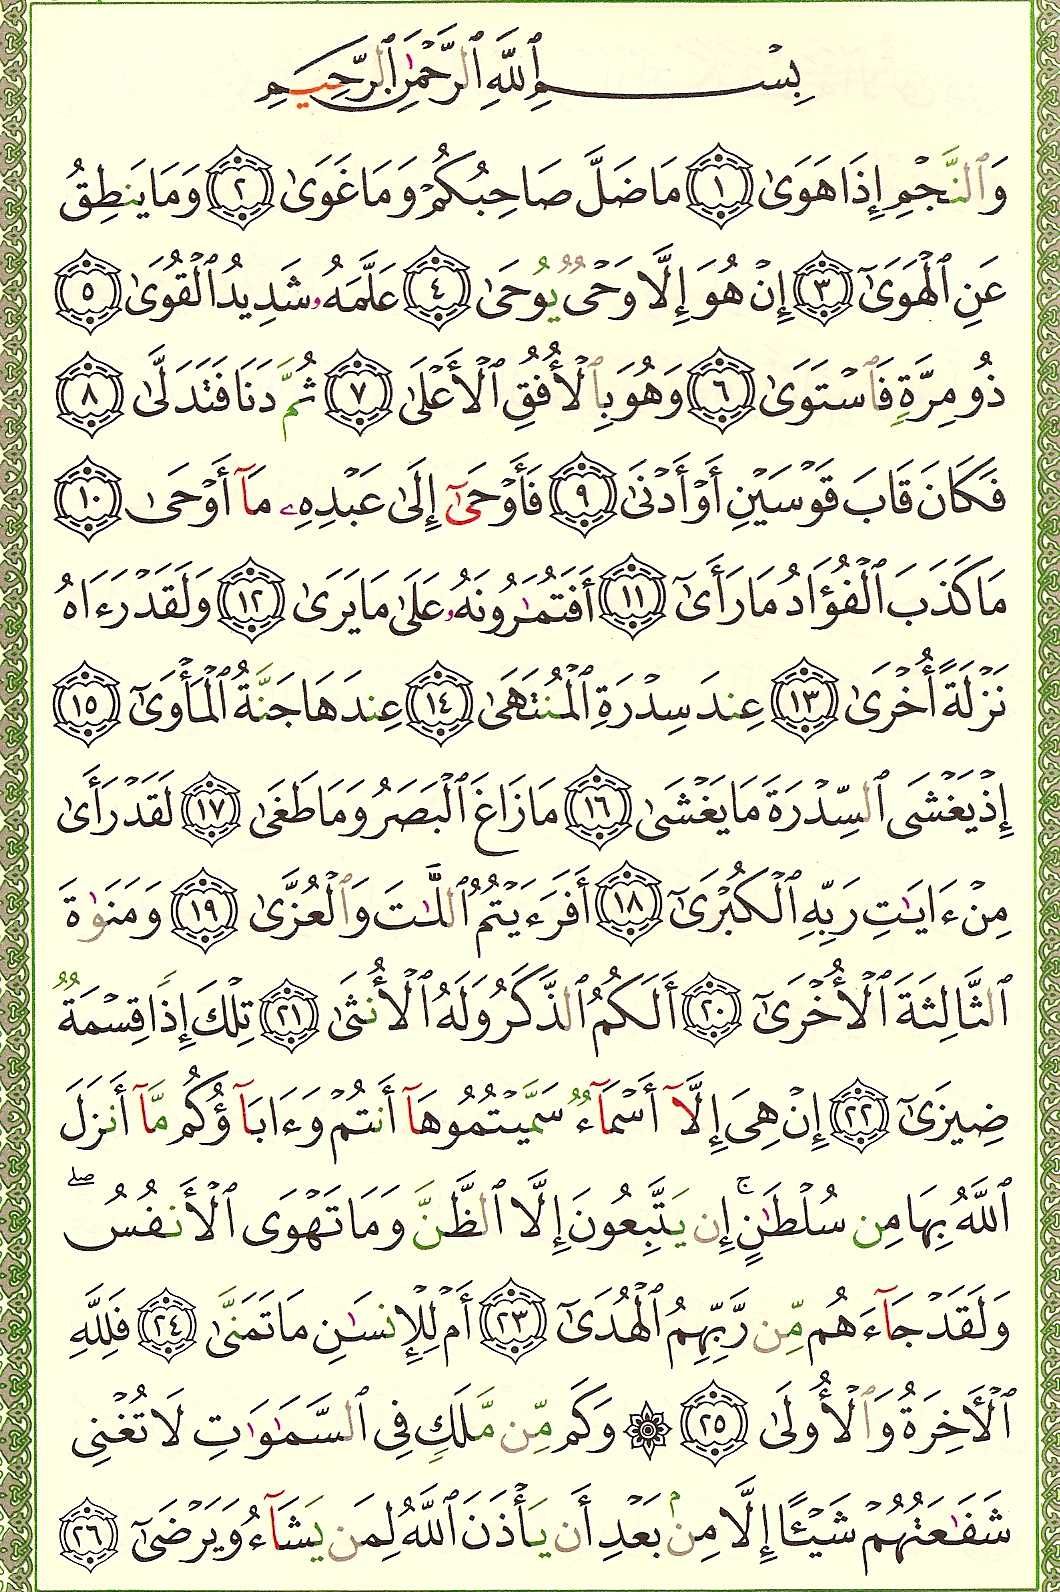 بِسْمِ ٱللَّهِ ٱلرَّحْمَٰنِ ٱلرَّحِيمِ
وَٱلنَّجْمِ إِذَا هَوَىٰ ١ مَا ضَلَّ صَاحِبُكُمْ وَمَا غَوَىٰ ٢ وَمَا يَنطِقُ
عَنِ ٱلْهَوَىٰٓ ٣ إِنْ هُوَ إِلَّا وَحْىٌ يُوحَىٰ ٤ عَلَّمَهُۥ شَدِيدُ ٱلْقُوَىٰ ٥
ذُو مِرَّةٍ فَٱسْتَوَىٰ ٦ وَهُوَ بِٱلْأُفُقِ ٱلْأَعْلَىٰ ٧ ثُمَّ دَنَا فَتَدَلَّىٰ ٨
فَكَانَ قَابَ قَوْسَيْنِ أَوْ أَدْنَىٰ ٩ فَأَوْحَىٰٓ إِلَىٰ عَبْدِهِۦ مَآ أَوْحَىٰ ١٠
مَا كَذَبَ ٱلْفُؤَادُ مَا رَأَىٰٓ ١١ أَفَتُمَٰرُونَهُۥ عَلَىٰ مَا يَرَىٰ ١٢ وَلَقَدْ رَءَاهُ
نَزْلَةً أُخْرَىٰ ١٣ عِندَ سِدْرَةِ ٱلْمُنتَهَىٰ ١٤ عِندَهَا جَنَّةُ ٱلْمَأْوَىٰٓ ١٥
إِذْ يَغْشَى ٱلسِّدْرَةَ مَا يَغْشَىٰ ١٦ مَا زَاغَ ٱلْبَصَرُ وَمَا طَغَىٰ ١٧ لَقَدْ رَأَىٰ
مِنْ ءَايَٰتِ رَبِّهِ ٱلْكُبْرَىٰٓ ١٨ أَفَرَءَيْتُمُ ٱللَّٰتَ وَٱلْعُزَّىٰ ١٩ وَمَنَوٰةَ
ٱلثَّالِثَةَ ٱلْأُخْرَىٰٓ ٢٠ أَلَكُمُ ٱلذَّكَرُ وَلَهُ ٱلْأُنثَىٰ ٢١ تِلْكَ إِذًا قِسْمَةٌ
ضِيزَىٰٓ ٢٢ إِنْ هِىَ إِلَّآ أَسْمَآءٌ سَمَّيْتُمُوهَآ أَنتُمْ وَءَابَآؤُكُم مَّآ أَنزَلَ
ٱللَّهُ بِهَا مِن سُلْطَٰنٍ ۚ إِن يَتَّبِعُونَ إِلَّا ٱلظَّنَّ وَمَا تَهْوَى ٱلْأَنفُسُ ۖ
وَلَقَدْ جَآءَهُم مِّن رَّبِّهِمُ ٱلْهُدَىٰٓ ٢٣ أَمْ لِلْإِنسَٰنِ مَا تَمَنَّىٰ ٢٤ فَلِلَّهِ
ٱلْآخِرَةُ وَٱلْأُولَىٰ ٢٥ ۞ وَكَم مِّن مَّلَكٍ فِى ٱلسَّمَٰوَٰتِ لَا تُغْنِى
شَفَٰعَتُهُمْ شَيْـًٔا إِلَّا مِنۢ بَعْدِ أَن يَأْذَنَ ٱللَّهُ لِمَن يَشَآءُ وَيَرْضَىٰٓ ٢٦